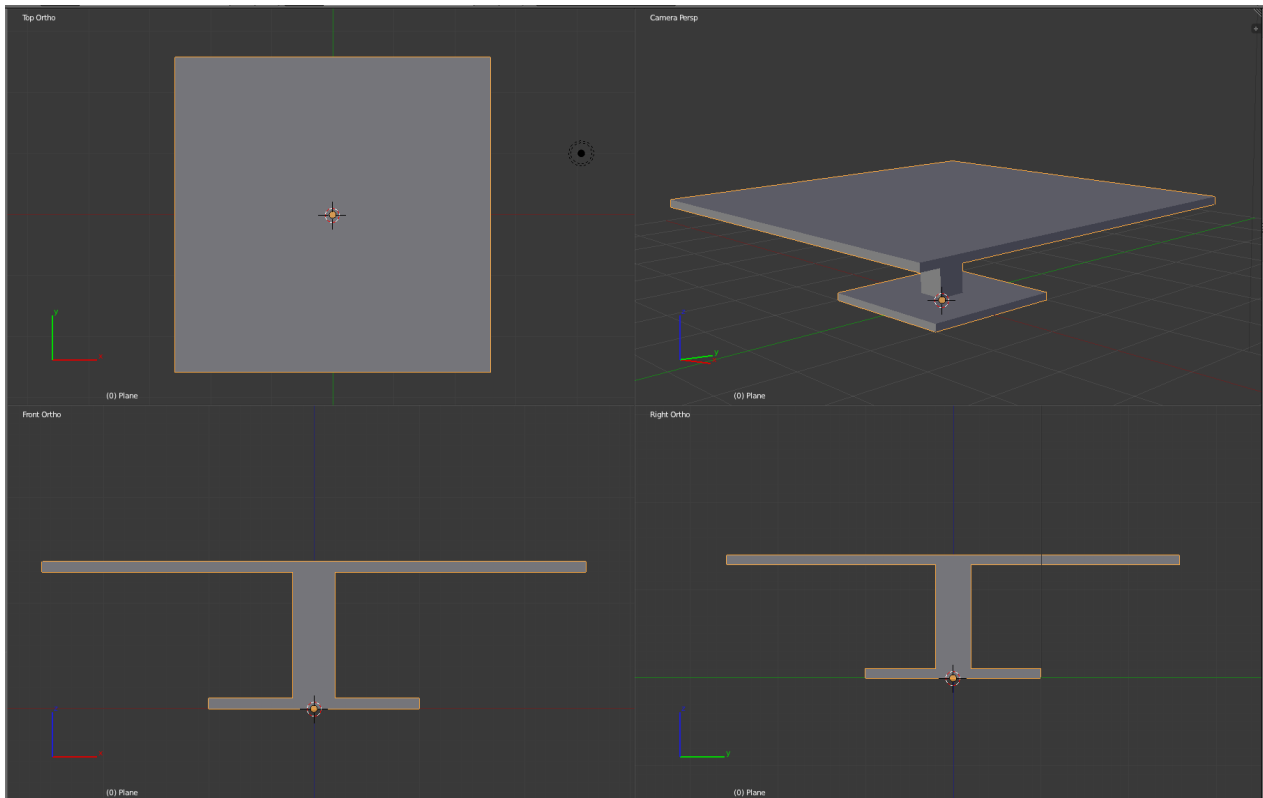 Top Ortho
y
x
(0) Plane
Camera Persp
z
y
(0) Plane
Front Ortho
z
x
(0) Plane
Right Ortho
z
y
(0) Plane